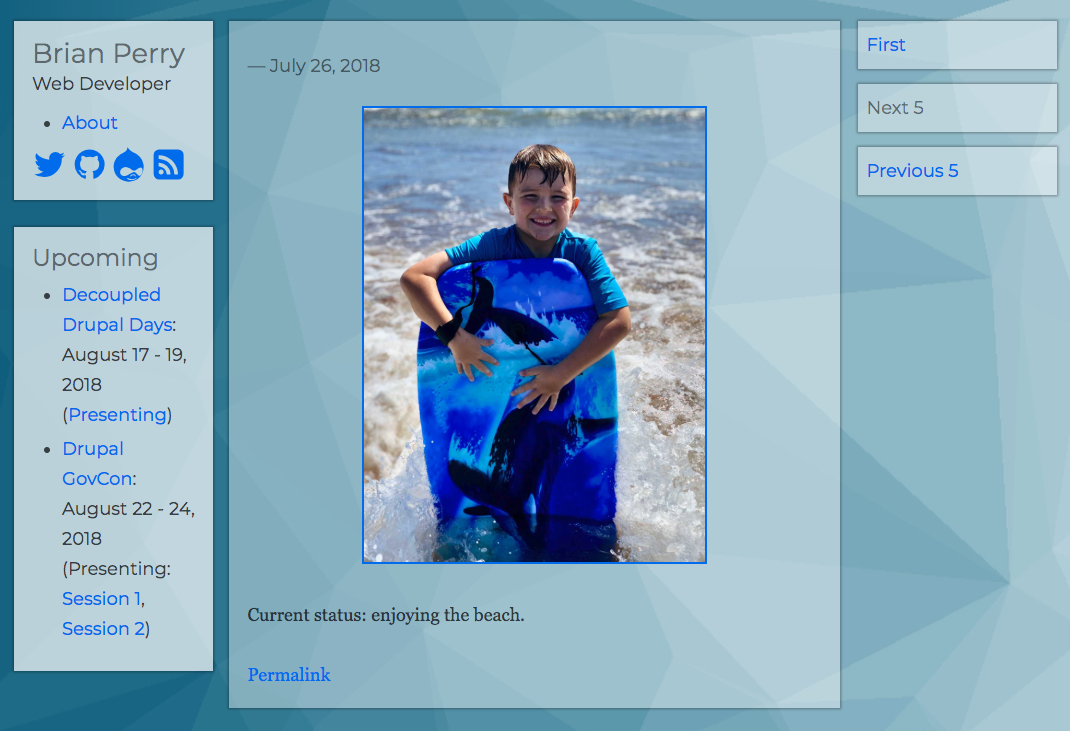 Brian Perry
Web Developer
About
Upcoming
Decoupled
Drupal Days:
August 17 - 19,
2018
(Presenting)
Drupal
GovCon:
August 22 - 24,
2018
(Presenting:
Session 1,
Session 2)
— July 26, 2018
Current status: enjoying the beach.
Permalink
First
Next 5
Previous 5